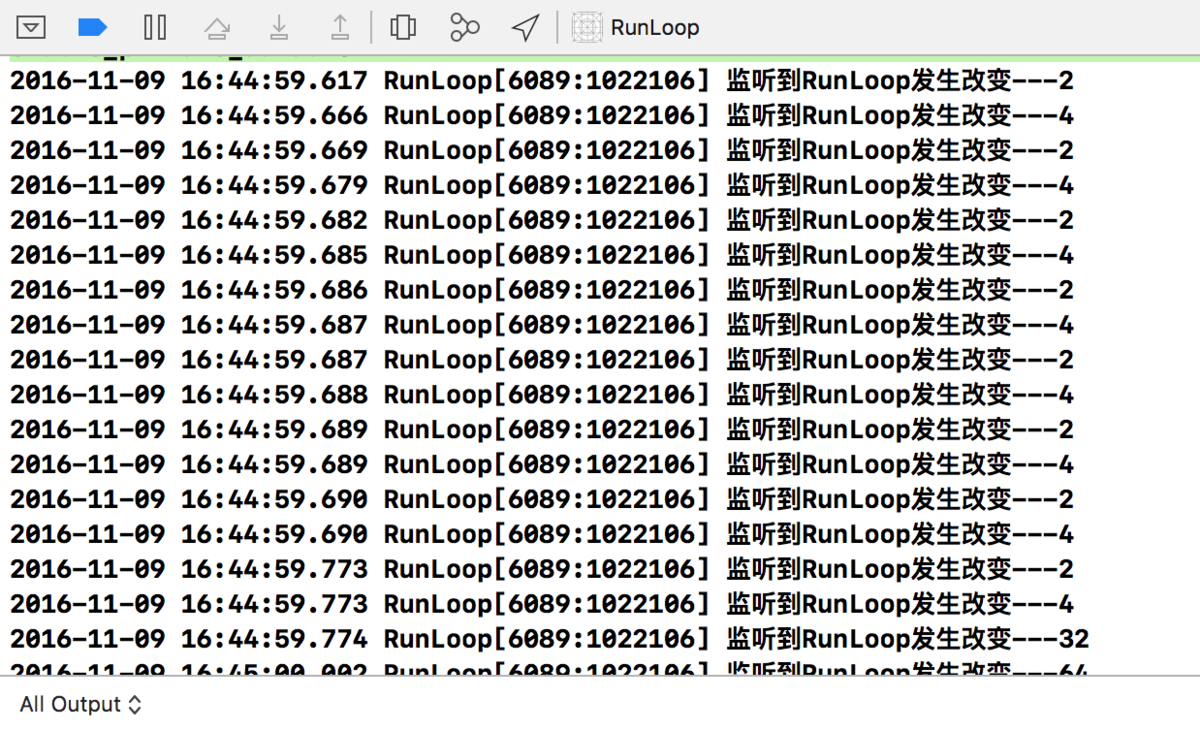 RunLoop
2016-11-09 16:44:59.617 RunLoop[6089:1022106] 监听到RunLoop发生改变---2
2016-11-09 16:44:59.666 RunLoop[6089:1022106] 监听到RunLoop发生改变---4
2016-11-09 16:44:59.669 RunLoop[6089:1022106] 监听到RunLoop发生改变---2
2016-11-09 16:44:59.679 RunLoop[6089:1022106] 监听到RunLoop发生改变---4
2016-11-09 16:44:59.682 RunLoop[6089:1022106] 监听到RunLoop发生改变---2
2016-11-09 16:44:59.685 RunLoop[6089:1022106] 监听到RunLoop发生改变---4
2016-11-09 16:44:59.686 RunLoop[6089:1022106] 监听到RunLoop发生改变---2
2016-11-09 16:44:59.687 RunLoop[6089:1022106] 监听到RunLoop发生改变---4
2016-11-09 16:44:59.687 RunLoop[6089:1022106] 监听到RunLoop发生改变---2
2016-11-09 16:44:59.688 RunLoop[6089:1022106] 监听到RunLoop发生改变---4
2016-11-09 16:44:59.689 RunLoop[6089:1022106] 监听到RunLoop发生改变---2
2016-11-09 16:44:59.689 RunLoop[6089:1022106] 监听到RunLoop发生改变---4
2016-11-09 16:44:59.690 RunLoop[6089:1022106] 监听到RunLoop发生改变---2
2016-11-09 16:44:59.690 RunLoop[6089:1022106] 监听到RunLoop发生改变---4
2016-11-09 16:44:59.773 RunLoop[6089:1022106] 监听到RunLoop发生改变---2
2016-11-09 16:44:59.773 RunLoop[6089:1022106] 监听到RunLoop发生改变---4
2016-11-09 16:44:59.774 RunLoop[6089:1022106] 监听到RunLoop发生改变---32
2016-11-09 16:45:00.002 RunLoop[6089:1022106] 监听到RunLoop发生改变---64
All Output